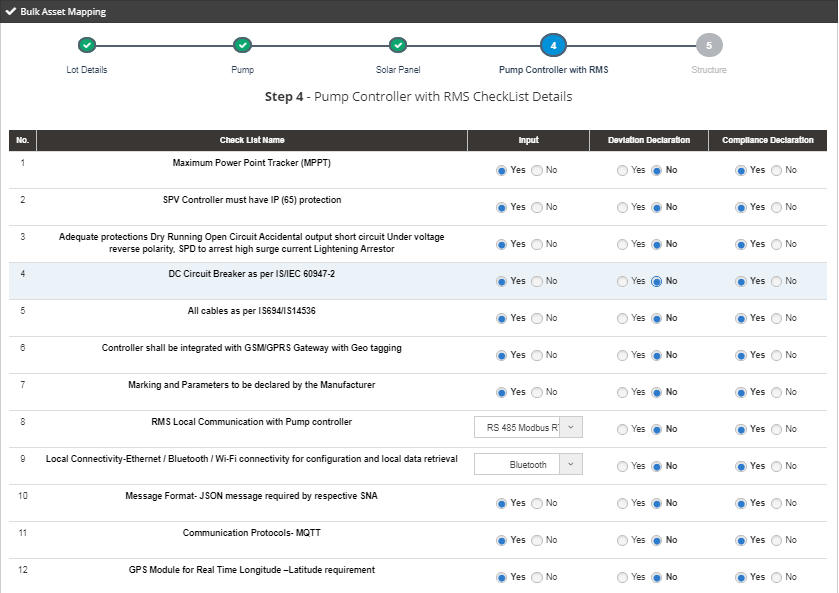 Bulk Asset Mapping
4
5
Lot Details
Pump
Solar Panel
Pump Controller with RMS
Structure
Step 4 - Pump Controller with RMS CheckList Details
No. Check List Name Input Deviation Declaration Compliance Declaration
1 Maximum Power Point Tracker (MPPT) Yes No Yes No Yes No
2 SPV Controller must have IP (65) protection Yes No Yes No Yes No
3 Adequate protections Dry Running Open Circuit Accidental output short circuit Under voltage
reverse polarity, SPD to arrest high surge current Lightening Arrestor Yes No Yes No Yes No
4 DC Circuit Breaker as per IS/IEC 60947-2 Yes No Yes No Yes No
5 All cables as per IS694/IS14536 Yes No Yes No Yes No
6 Controller shall be integrated with GSM/GPRS Gateway with Geo tagging Yes No Yes No Yes No
7 Marking and Parameters to be declared by the Manufacturer Yes No Yes No Yes No
8 RMS Local Communication with Pump controller RS 485 Modbus Yes No Yes No
9 Local Connectivity-Ethernet / Bluetooth / Wi-Fi connectivity for configuration and local data retrieval Bluetooth Yes No Yes No
10 Message Format- JSON message required by respective SNA Yes No Yes No Yes No
11 Communication Protocols- MQTT Yes No Yes No Yes No
12 GPS Module for Real Time Longitude –Latitude requirement Yes No Yes No Yes No